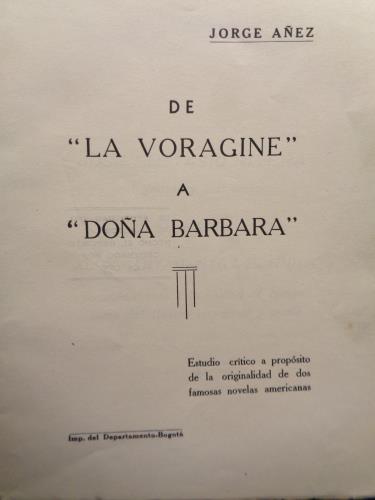 JORGE AÑEZ
DE
"LA VORAGINE"
A
"DOÑA BARBARA"
Estudio crítico a propósito
de la originalidad de dos
famosas novelas americanas
Imp. del Departamento-Bogotá